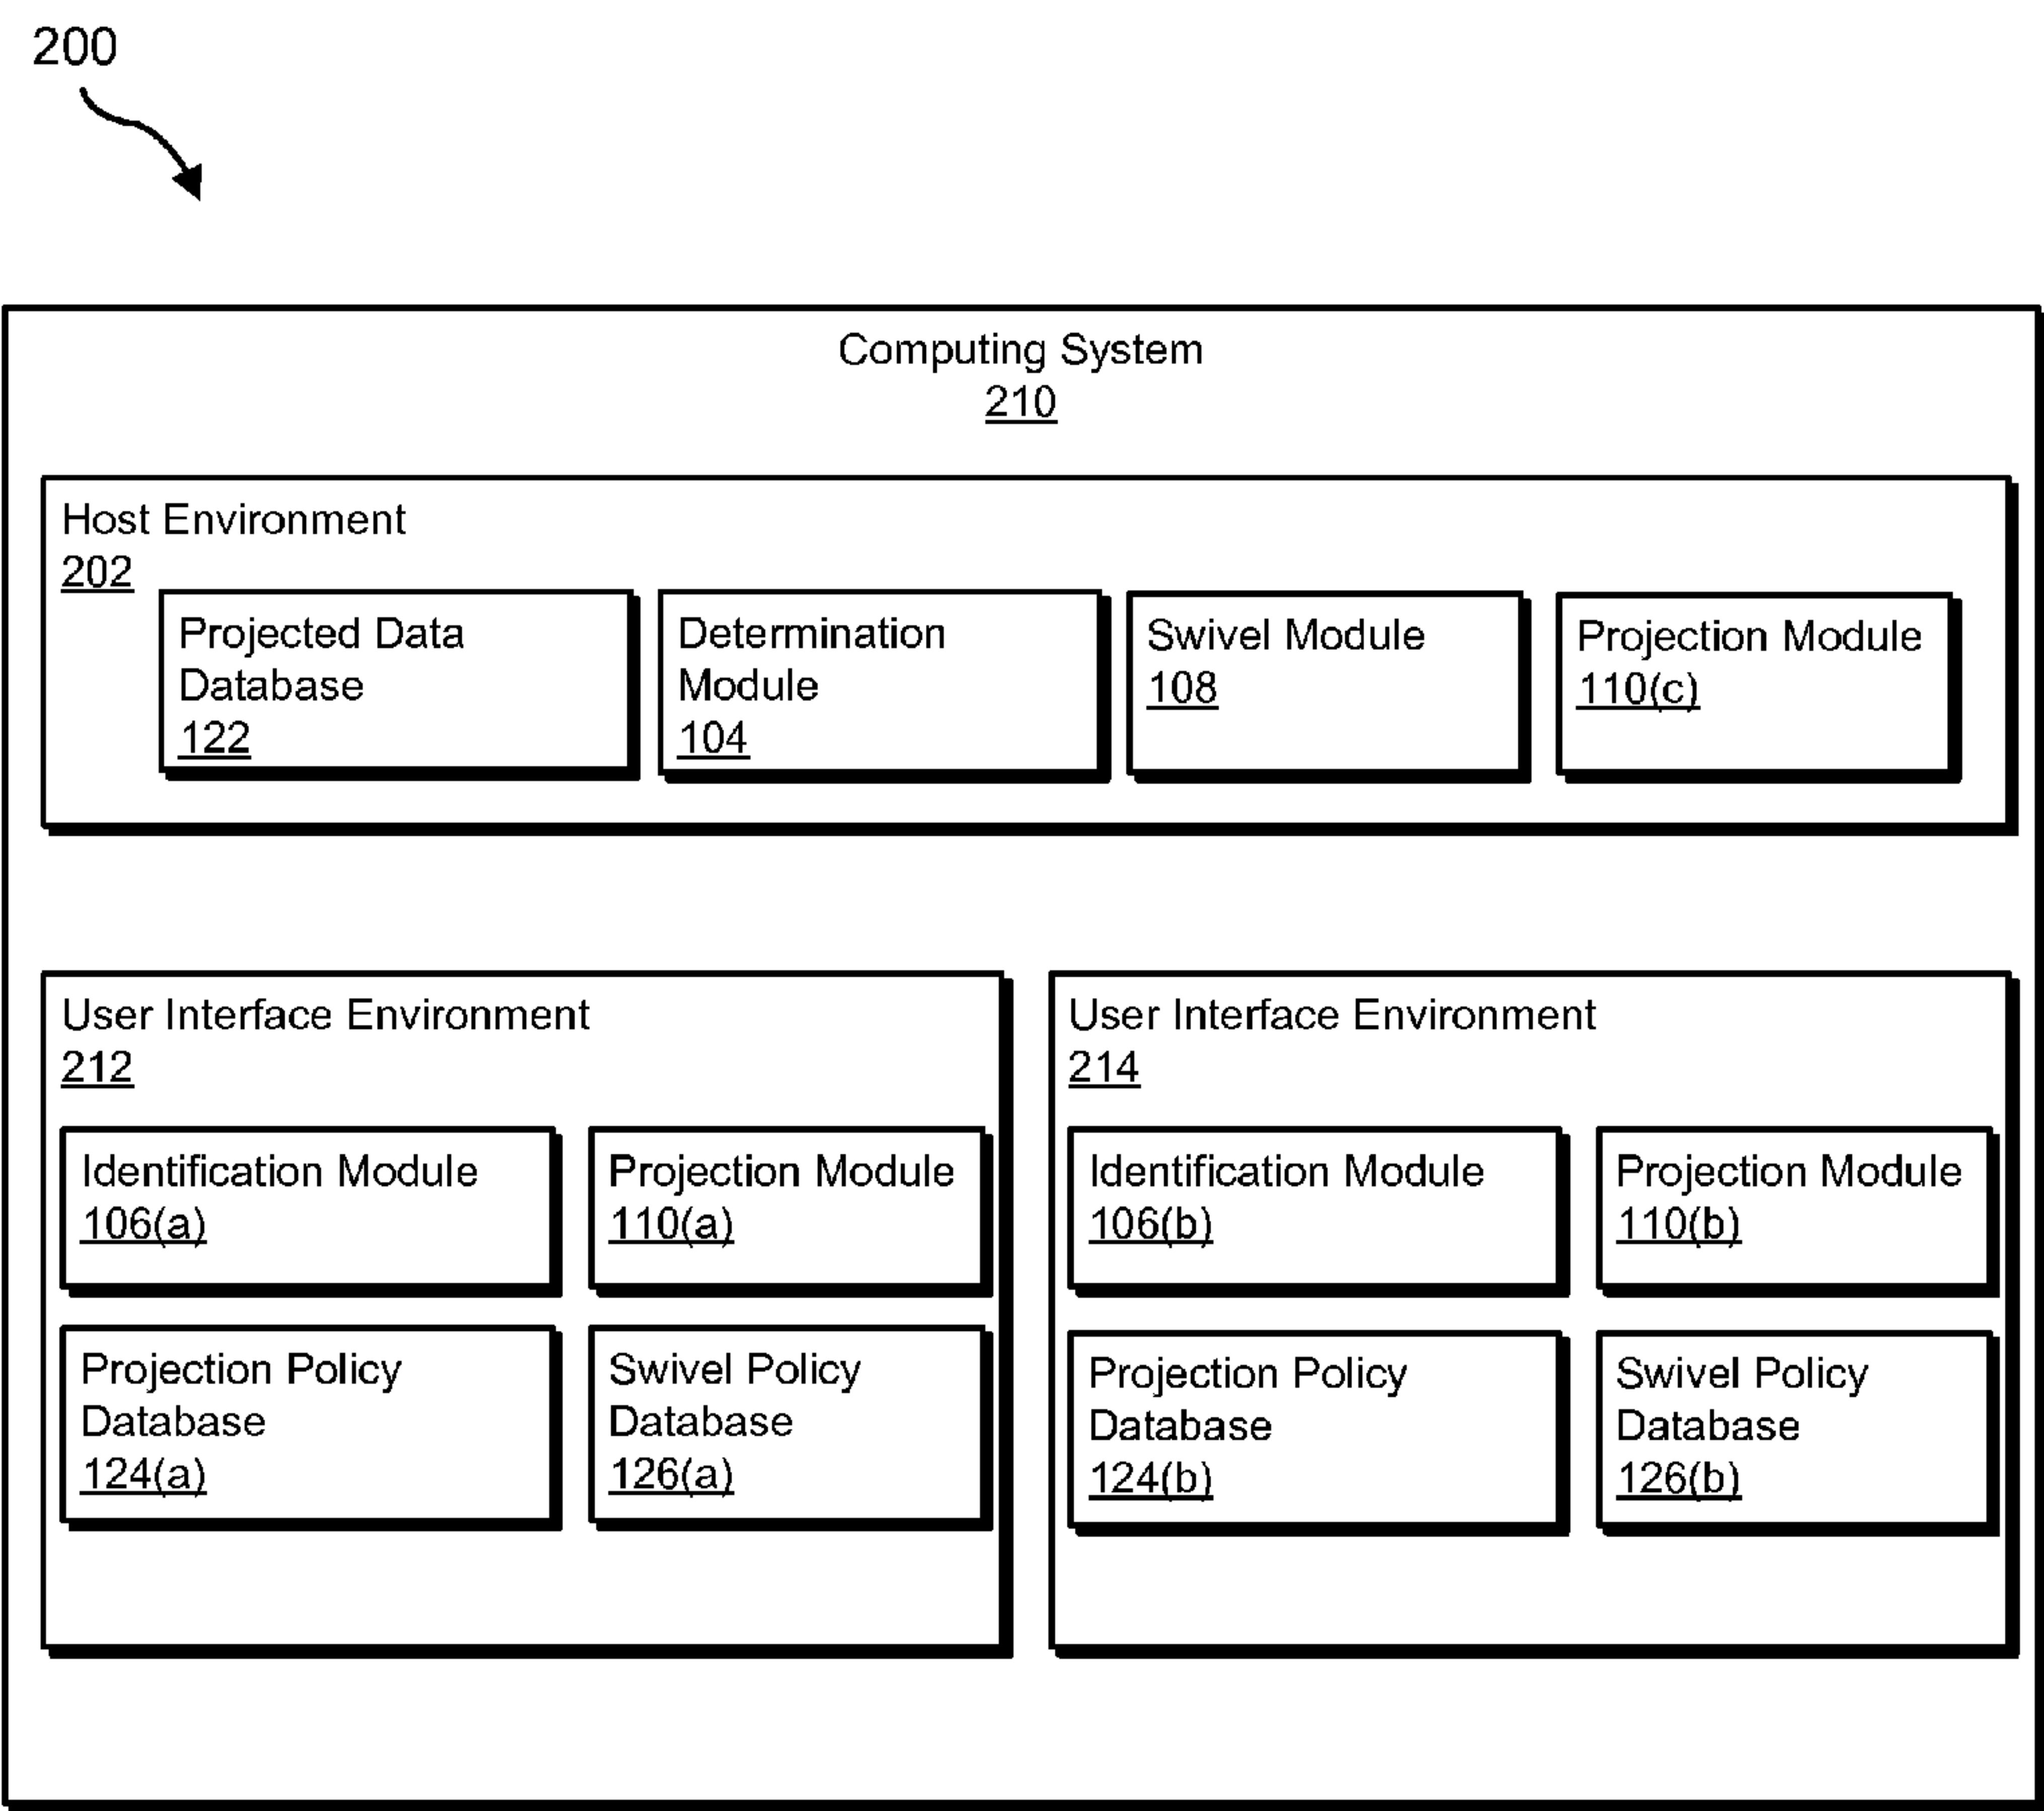 200
Computing System
210
Host Environment
202
Projected Data
Database
122
Determination
Module
104
Swivel Module
108
Projection Module
110(c)
User Interface Environment
212
Identification Module
106(a)
Projection Module
110(a)
Projection Policy
Database
124(a)
Swivel Policy
Database
126(a)
User Interface Environment
214
Identification Module
106(b)
Projection Module
110(b)
Projection Policy
Database
124(b)
Swivel Policy
Database
126(b)